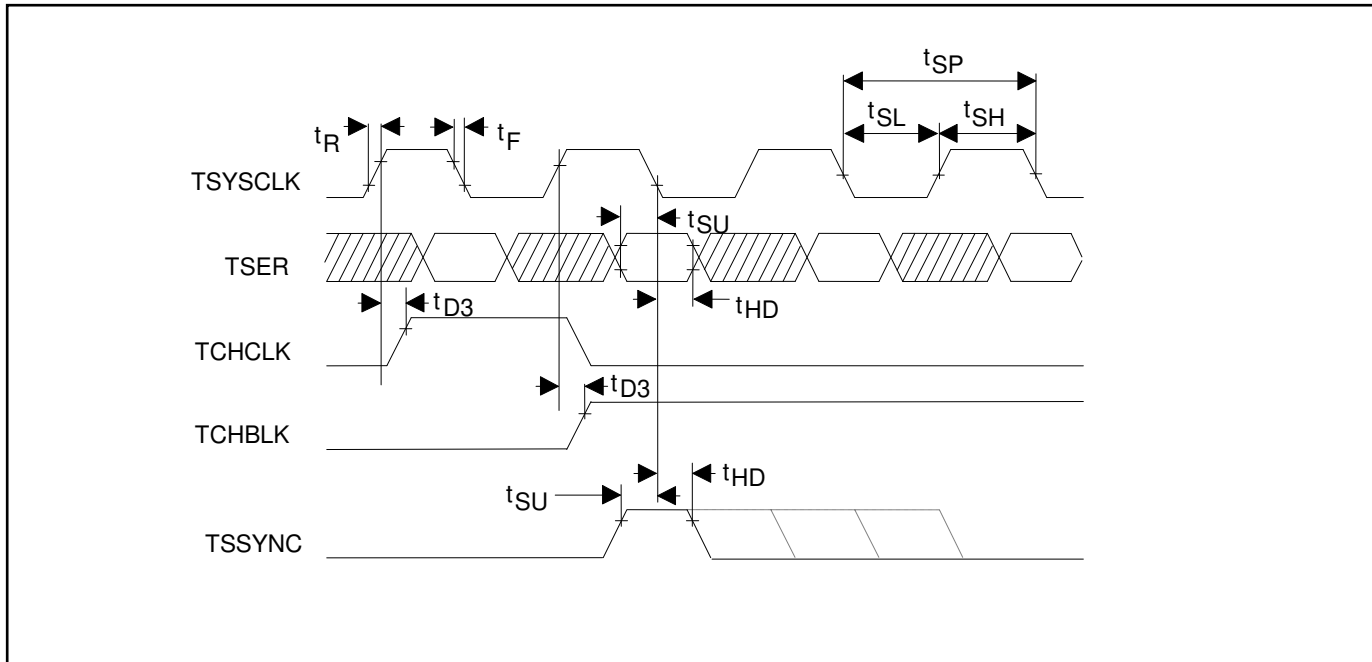 tSP
tSL
tSH
tR
tF
TSYSCLK
tSU
TSER
tD3
tHD
TCHCLK
tD3
TCHBLK
tHD
tSU
TSSYNC